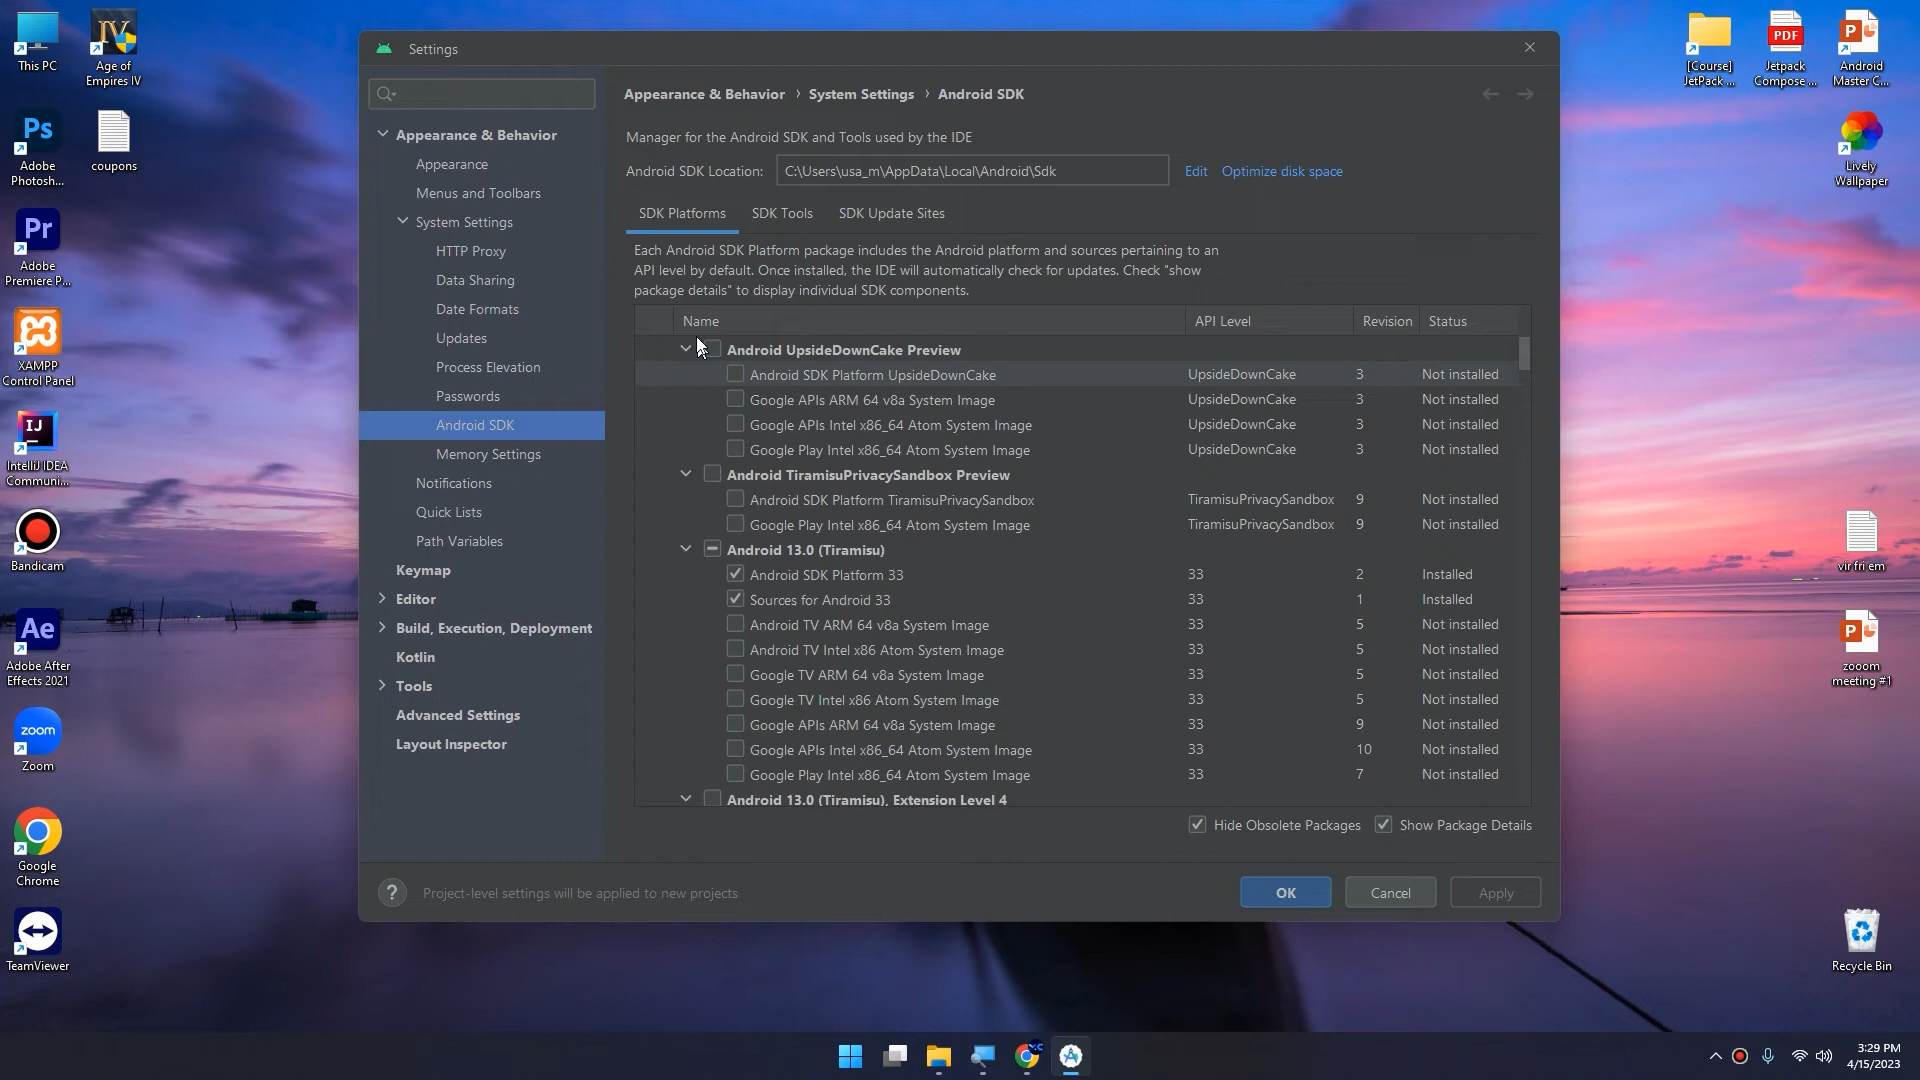 This PC
Age of
Empires IV
Ps
Adobe
Photosh...
coupons
Pr
Adobe
Premiere P...
XAMPP
Control Panel
IJ
IntelliJ IDEA
Communi...
Bandicam
Ae
Adobe After
Effects 2021
zoom
Zoom
Google
Chrome
TeamViewer
Settings
Appearance & Behavior
Appearance
Menus and Toolbars
System Settings
HTTP Proxy
Data Sharing
Date Formats
Updates
Process Elevation
Passwords
Android SDK
Memory Settings
Notifications
Quick Lists
Path Variables
Keymap
Editor
Build, Execution, Deployment
Kotlin
Tools
Advanced Settings
Layout Inspector
Appearance & Behavior › System Settings › Android SDK
Manager for the Android SDK and Tools used by the IDE
Android SDK Location: C:\Users\usa_m\AppData\Local\Android\Sdk Edit Optimize disk space
SDK Platforms SDK Tools SDK Update Sites
Each Android SDK Platform package includes the Android platform and sources pertaining to an
API level by default. Once installed, the IDE will automatically check for updates. Check "show
package details" to display individual SDK components.
Name API Level Revision Status
Android UpsideDownCake Preview
Android SDK Platform UpsideDownCake UpsideDownCake 3 Not installed
Google APIs ARM 64 v8a System Image UpsideDownCake 3 Not installed
Google APIs Intel x86_64 Atom System Image UpsideDownCake 3 Not installed
Google Play Intel x86_64 Atom System Image UpsideDownCake 3 Not installed
Android TiramisuPrivacySandbox Preview
Android SDK Platform TiramisuPrivacySandbox TiramisuPrivacySandbox 9 Not installed
Google Play Intel x86_64 Atom System Image TiramisuPrivacySandbox 9 Not installed
Android 13.0 (Tiramisu)
Android SDK Platform 33 33 2 Installed
Sources for Android 33 33 1 Installed
Android TV ARM 64 v8a System Image 33 5 Not installed
Android TV Intel x86 Atom System Image 33 5 Not installed
Google TV ARM 64 v8a System Image 33 5 Not installed
Google TV Intel x86 Atom System Image 33 5 Not installed
Google APIs ARM 64 v8a System Image 33 9 Not installed
Google APIs Intel x86_64 Atom System Image 33 10 Not installed
Google Play Intel x86_64 Atom System Image 33 7 Not installed
Android 13.0 (Tiramisu), Extension Level 4
Hide Obsolete Packages Show Package Details
? Project-level settings will be applied to new projects
OK Cancel Apply
[Course]
JetPack ...
PDF
Jetpack
Compose ...
P
Android
Master C...
Lively
Wallpaper
vir fri em
P
zooom
meeting #1
Recycle Bin
3:29 PM
4/15/2023